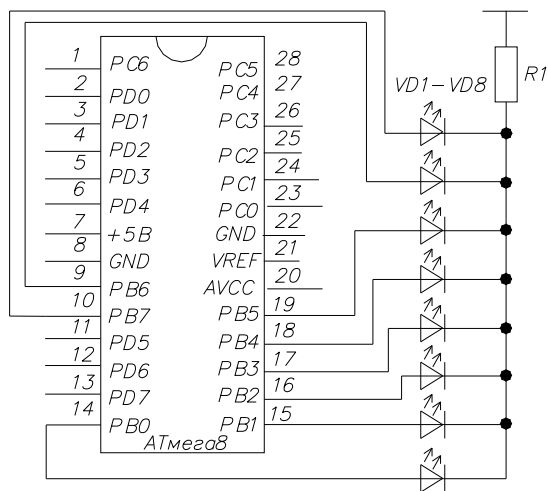 1 PC6 PC5 28
2 PD0 PC4 27
3 PD1 PC3 26
4 PD2 PC2 25
5 PD3 PC1 24
6 PD4 PC0 23
7 +5В GND 22
8 GND VREF 21
9 PB6 AVCC 20
10 PB7 PB5 19
11 PD5 PB4 18
12 PD6 PB3 17
13 PD7 PB2 16
14 PB0 PB1 15
АТмега8
VD1-VD8
R1